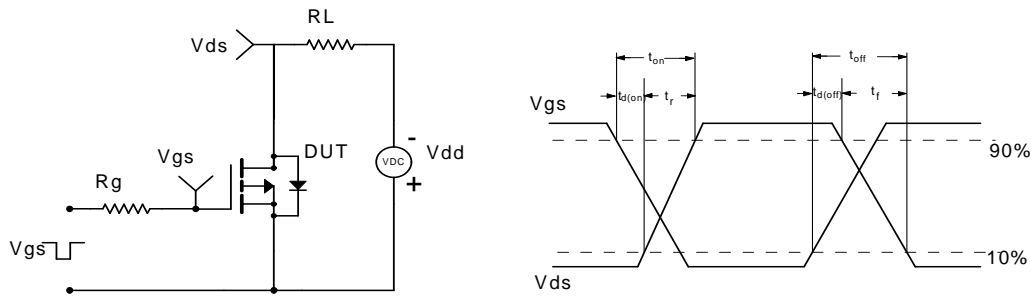 RL
Vds
Vgs
DUT
-
VDC
Vdd
+
Rg
Vgs
t_on
t_d(on)
t_r
t_off
t_d(off)
t_f
Vgs
90%
10%
Vds